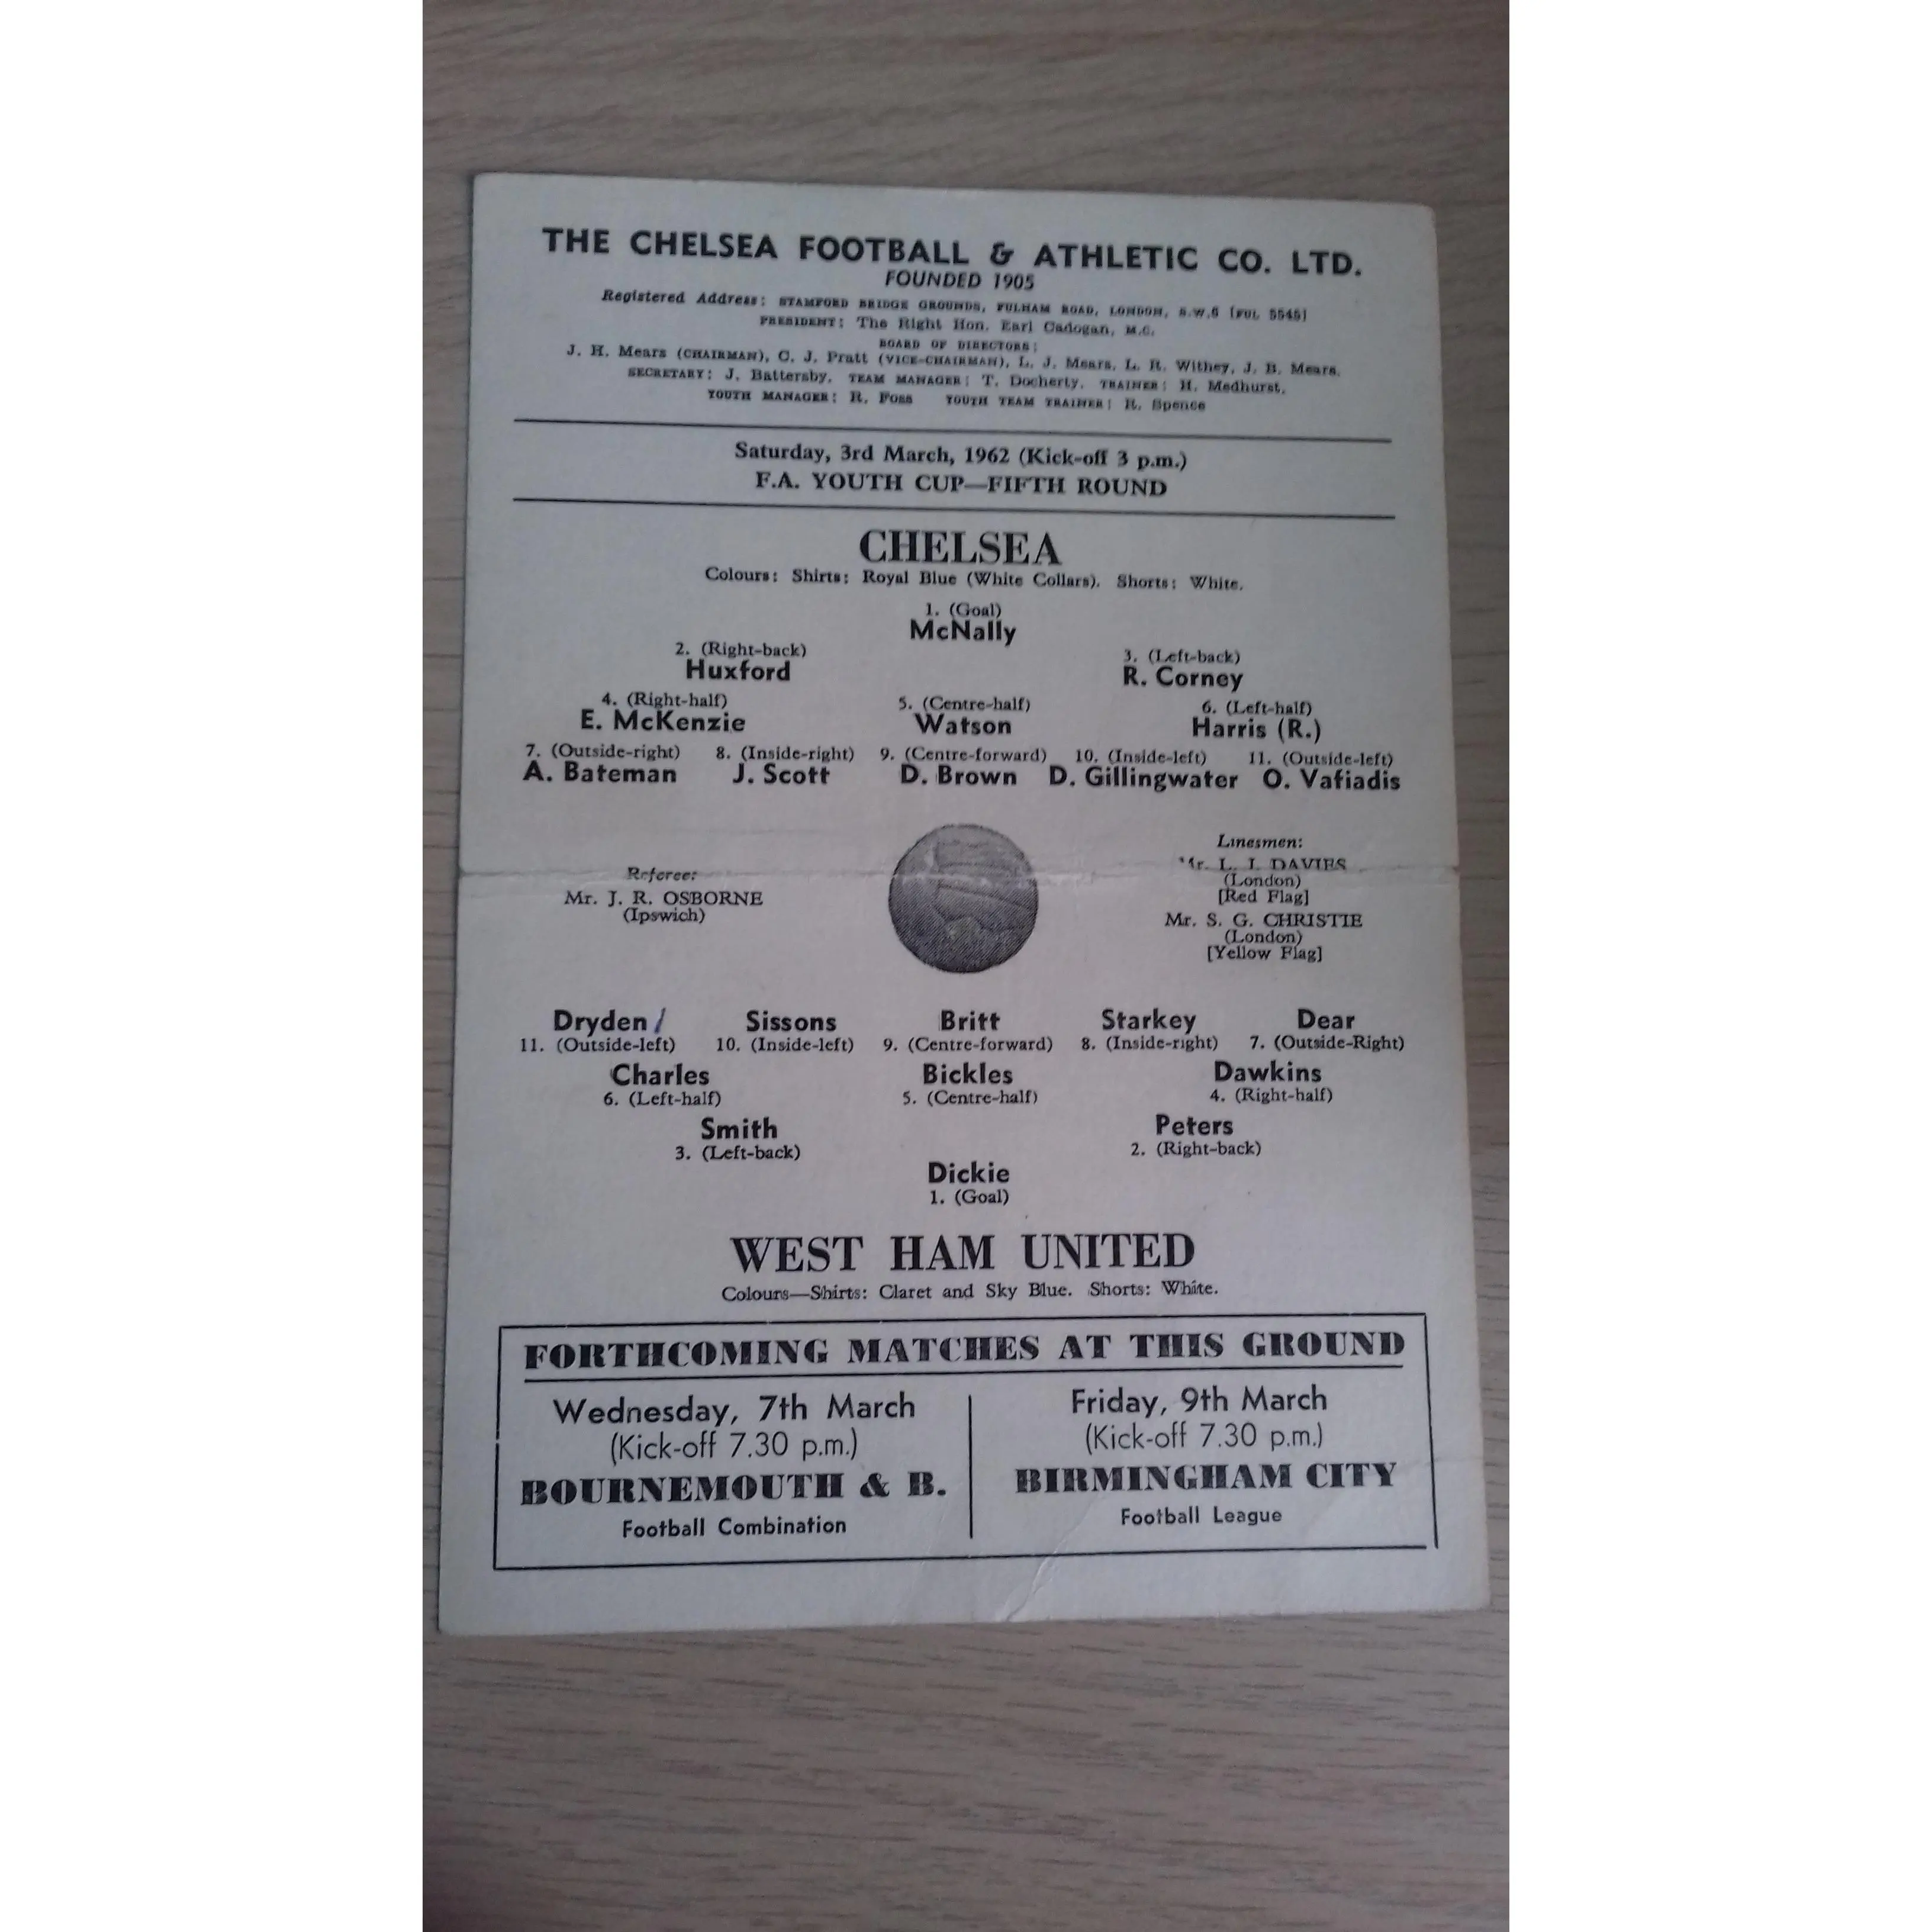 THE CHELSEA FOOTBALL & ATHLETIC CO. LTD.
FOUNDED 1905
Registered Address: STAMFORD BRIDGE GROUNDS, FULHAM ROAD, LONDON, S.W.6 [FUL 5545]
PRESIDENT: The Right Hon. Earl Cadogan, M.C.
BOARD OF DIRECTORS:
J. H. Mears (CHAIRMAN), C. J. Pratt (VICE-CHAIRMAN), L. J. Mears, L. R. Withey, J. B. Mears.
SECRETARY: J. Battersby. TEAM MANAGER: T. Docherty. TRAINER: H. Medhurst.
YOUTH MANAGER: R. Foss YOUTH TEAM TRAINER: R. Spence
Saturday, 3rd March, 1962 (Kick-off 3 p.m.)
F.A. YOUTH CUP—FIFTH ROUND
CHELSEA
Colours: Shirts: Royal Blue (White Collars). Shorts: White.
1. (Goal)
McNally
2. (Right-back) 3. (Left-back)
Huxford R. Corney
4. (Right-half) 5. (Centre-half) 6. (Left-half)
E. McKenzie Watson Harris (R.)
7. (Outside-right) 8. (Inside-right) 9. (Centre-forward) 10. (Inside-left) 11. (Outside-left)
A. Bateman J. Scott D. Brown D. Gillingwater O. Vafiadis
Referee:
Mr. J. R. OSBORNE
(Ipswich)
Linesmen:
Mr. L. J. DAVIES
(London)
[Red Flag]
Mr. S. G. CHRISTIE
(London)
[Yellow Flag]
Dryden / Sissons Britt Starkey Dear
11. (Outside-left) 10. (Inside-left) 9. (Centre-forward) 8. (Inside-right) 7. (Outside-Right)
Charles Bickles Dawkins
6. (Left-half) 5. (Centre-half) 4. (Right-half)
Smith Peters
3. (Left-back) 2. (Right-back)
Dickie
1. (Goal)
WEST HAM UNITED
Colours—Shirts: Claret and Sky Blue. Shorts: White.
FORTHCOMING MATCHES AT THIS GROUND
Wednesday, 7th March
(Kick-off 7.30 p.m.)
BOURNEMOUTH & B.
Football Combination
Friday, 9th March
(Kick-off 7.30 p.m.)
BIRMINGHAM CITY
Football League